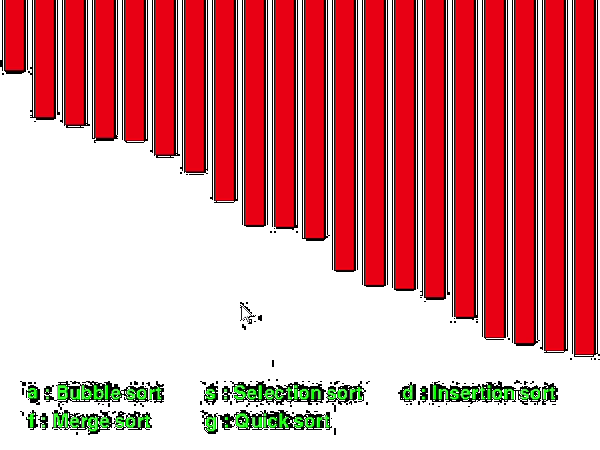 a : Bubble sort s : Selection sort d : Insertion sort
f : Merge sort g : Quick sort